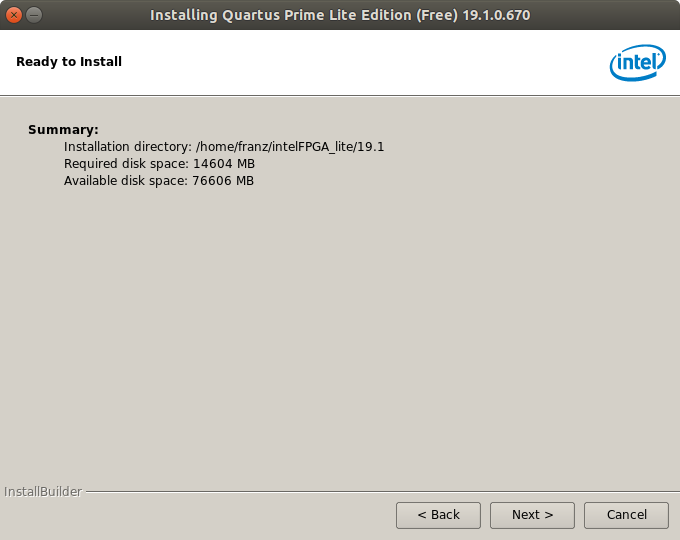 Installing Quartus Prime Lite Edition (Free) 19.1.0.670
Ready to Install
intel
Summary:
Installation directory: /home/franz/intelFPGA_lite/19.1
Required disk space: 14604 MB
Available disk space: 76606 MB
InstallBuilder
< Back
Next >
Cancel